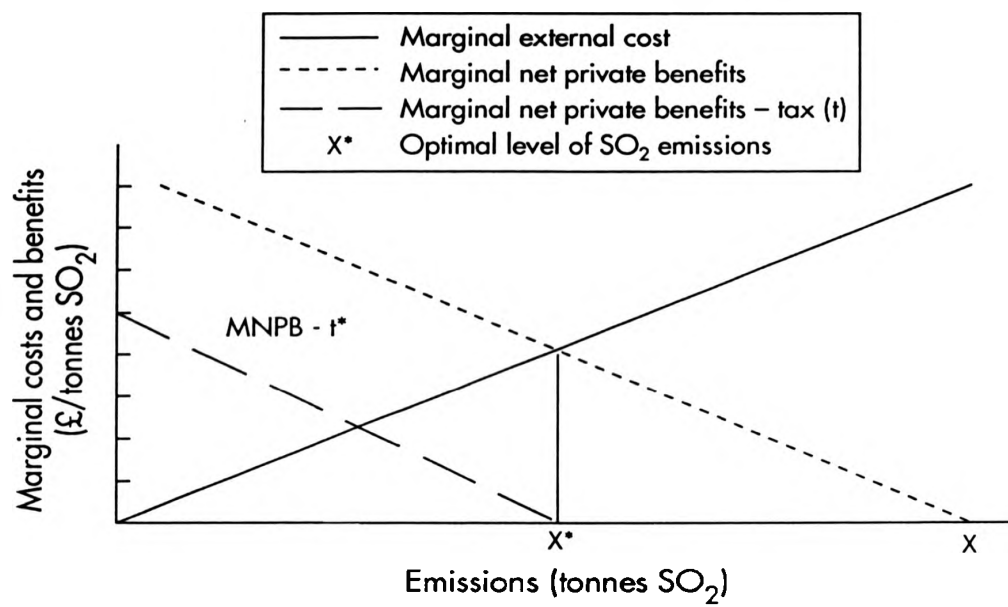 Marginal external cost
Marginal net private benefits
Marginal net private benefits – tax (t)
X* Optimal level of SO₂ emissions
Marginal costs and benefits
(£/tonnes SO₂)
MNPB - t*
X* X
Emissions (tonnes SO₂)